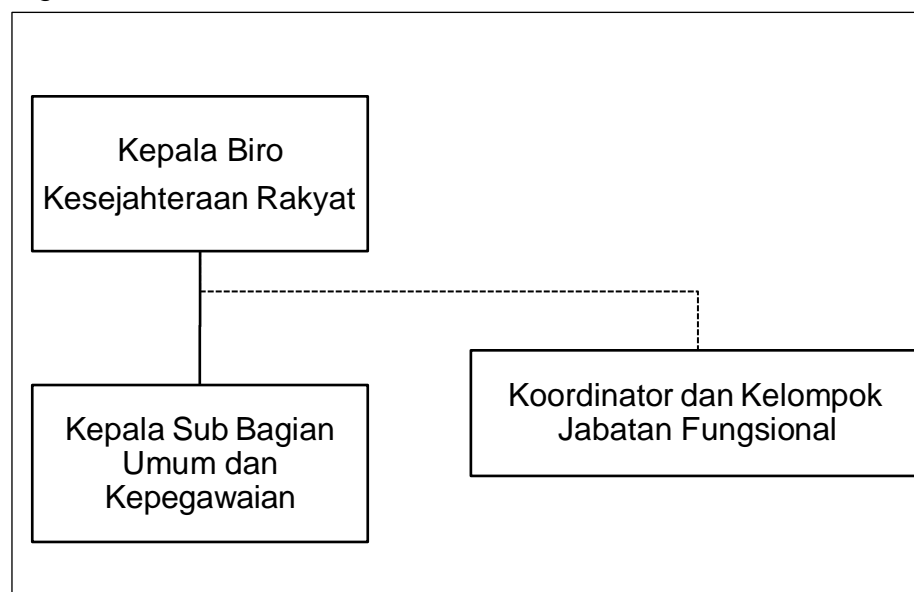 Kepala Biro
Kesejahteraan Rakyat
Koordinator dan Kelompok
Jabatan Fungsional
Kepala Sub Bagian
Umum dan
Kepegawaian